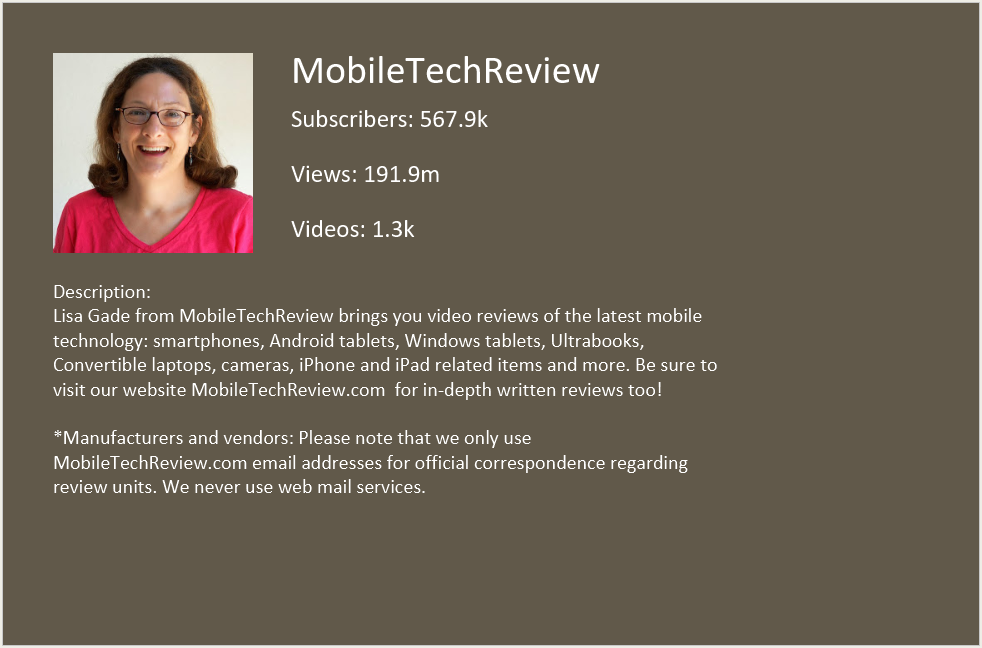 MobileTechReview
Subscribers: 567.9k
Views: 191.9m
Videos: 1.3k
Description:
Lisa Gade from MobileTechReview brings you video reviews of the latest mobile
technology: smartphones, Android tablets, Windows tablets, Ultrabooks,
Convertible laptops, cameras, iPhone and iPad related items and more. Be sure to
visit our website MobileTechReview.com  for in-depth written reviews too!
*Manufacturers and vendors: Please note that we only use
MobileTechReview.com email addresses for official correspondence regarding
review units. We never use web mail services.